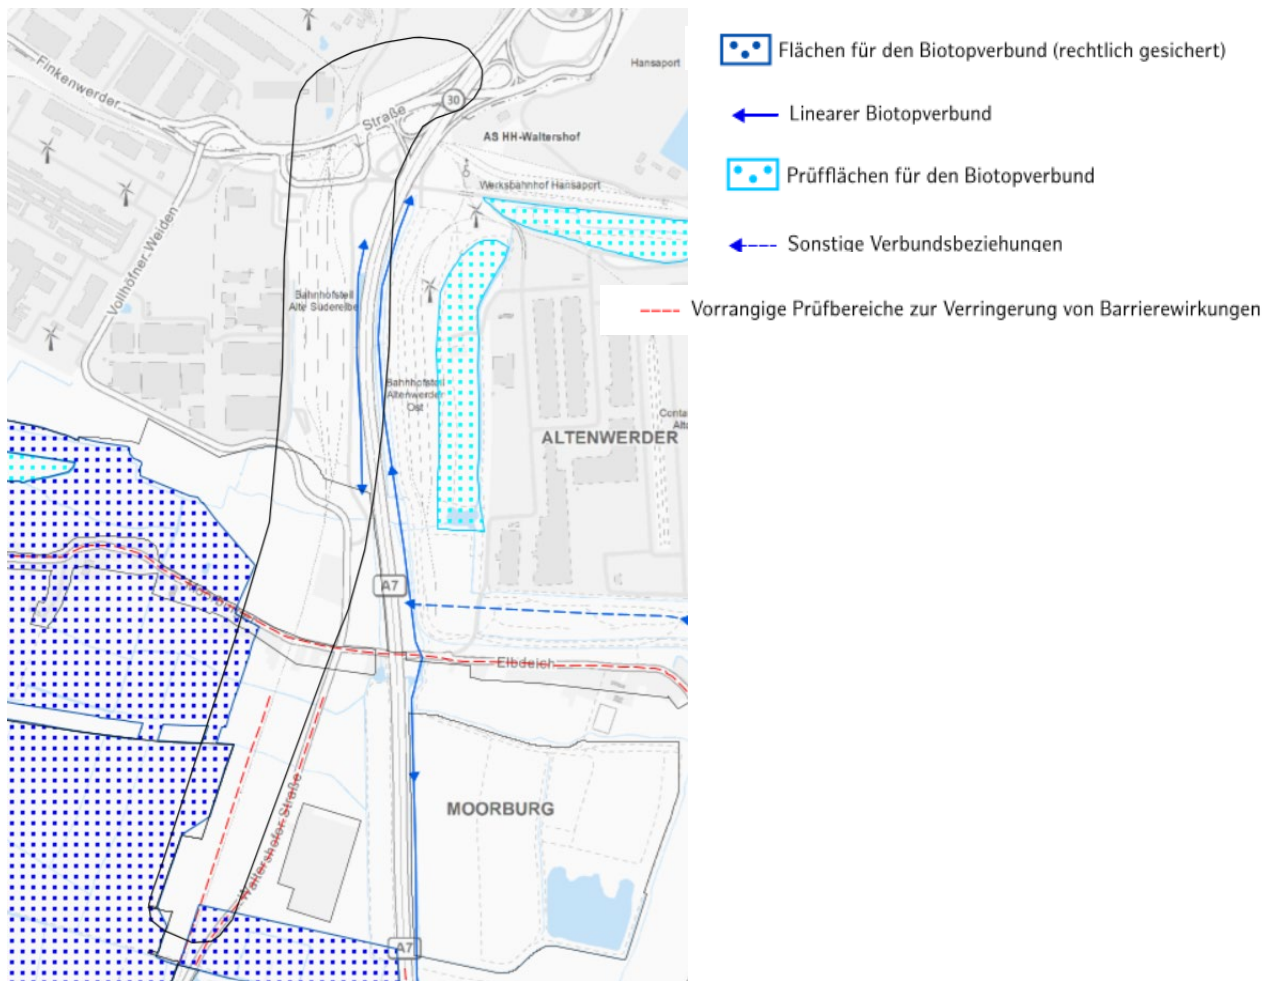 Finkenwerder
Straße
30
Hansaport
AS HH-Waltershof
Werksbahnhof Hansaport
Vollhöfner Weiden
Bahnhofsteil
Alte Süderelbe
Bahnhofsteil
Altenwerder
Ost
Conta
Alt
ALTENWERDER
A7
Elbdeich
MOORBURG
Waltershofer Straße
A7
Flächen für den Biotopverbund (rechtlich gesichert)
Linearer Biotopverbund
Prüfflächen für den Biotopverbund
Sonstige Verbundsbeziehungen
Vorrangige Prüfbereiche zur Verringerung von Barrierewirkungen